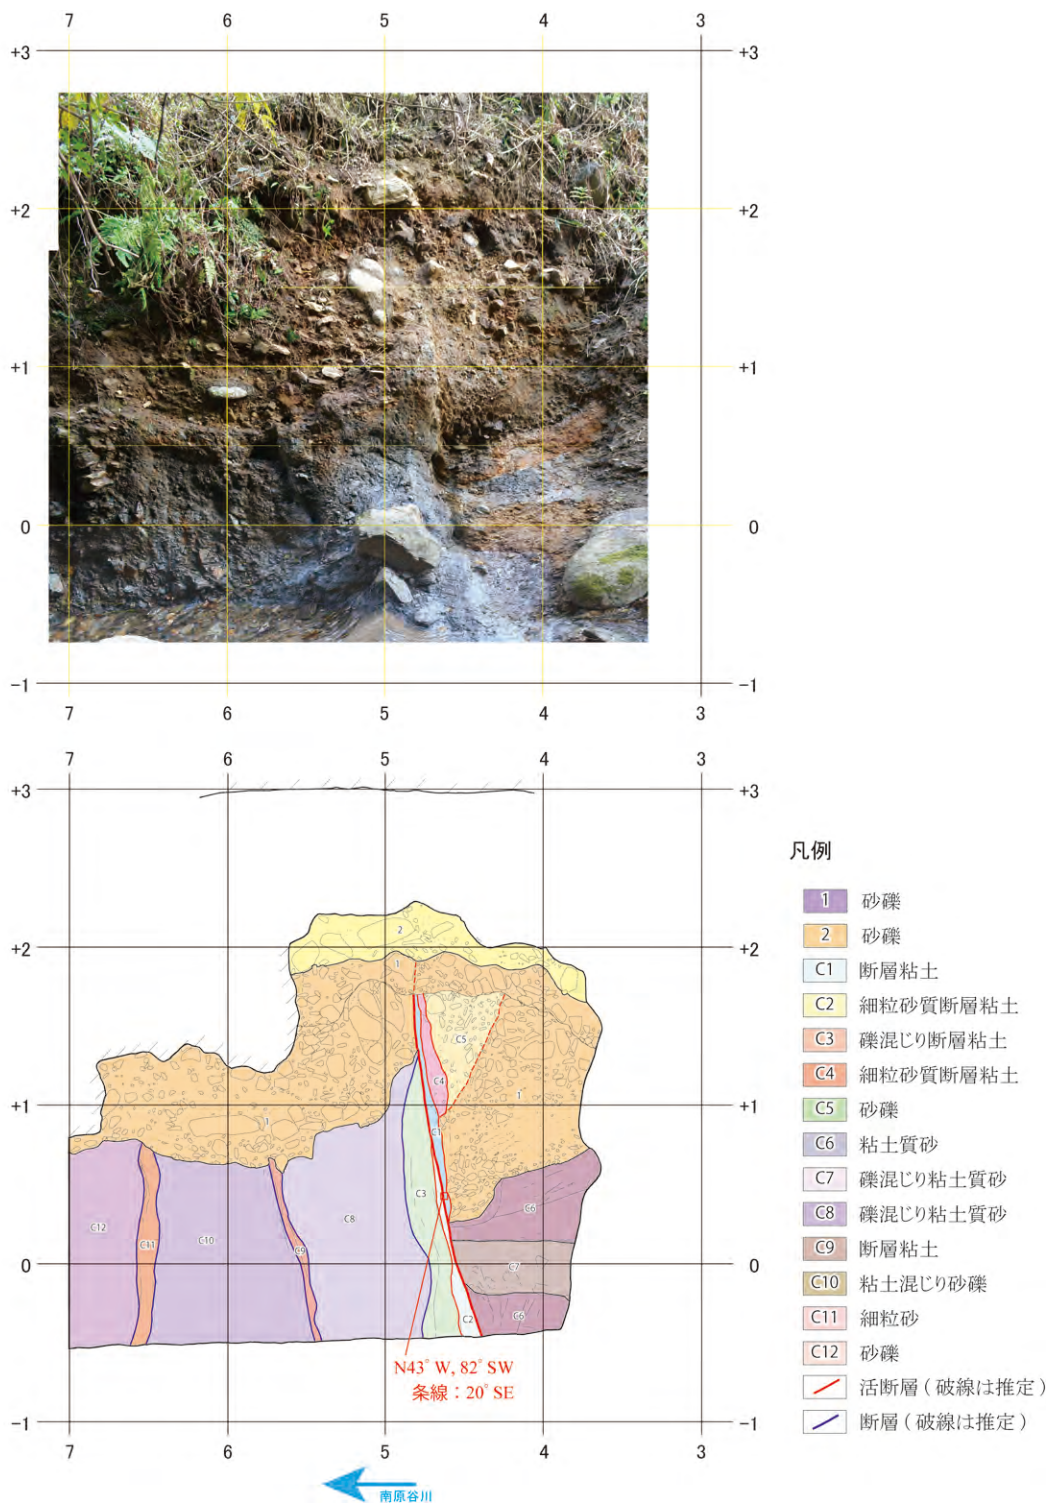 7 6 5 4 3
+3 +3
+2 +2
+1 +1
0 0
-1 -1
7 6 5 4 3
7 6 5 4 3
+3 +3
+2 +2
+1 +1
0 0
-1 -1
7 6 5 4 3
2
1
C5
C4
1
1
C1
C3
C6
C12
C11
C10
C9
C8
C7
C2
C6
N43° W, 82° SW
条線：20° SE
南原谷川
凡例
1 砂礫
2 砂礫
C1 断層粘土
C2 細粒砂質断層粘土
C3 礫混じり断層粘土
C4 細粒砂質断層粘土
C5 砂礫
C6 粘土質砂
C7 礫混じり粘土質砂
C8 礫混じり粘土質砂
C9 断層粘土
C10 粘土混じり砂礫
C11 細粒砂
C12 砂礫
活断層 ( 破線は推定 )
断層 ( 破線は推定 )